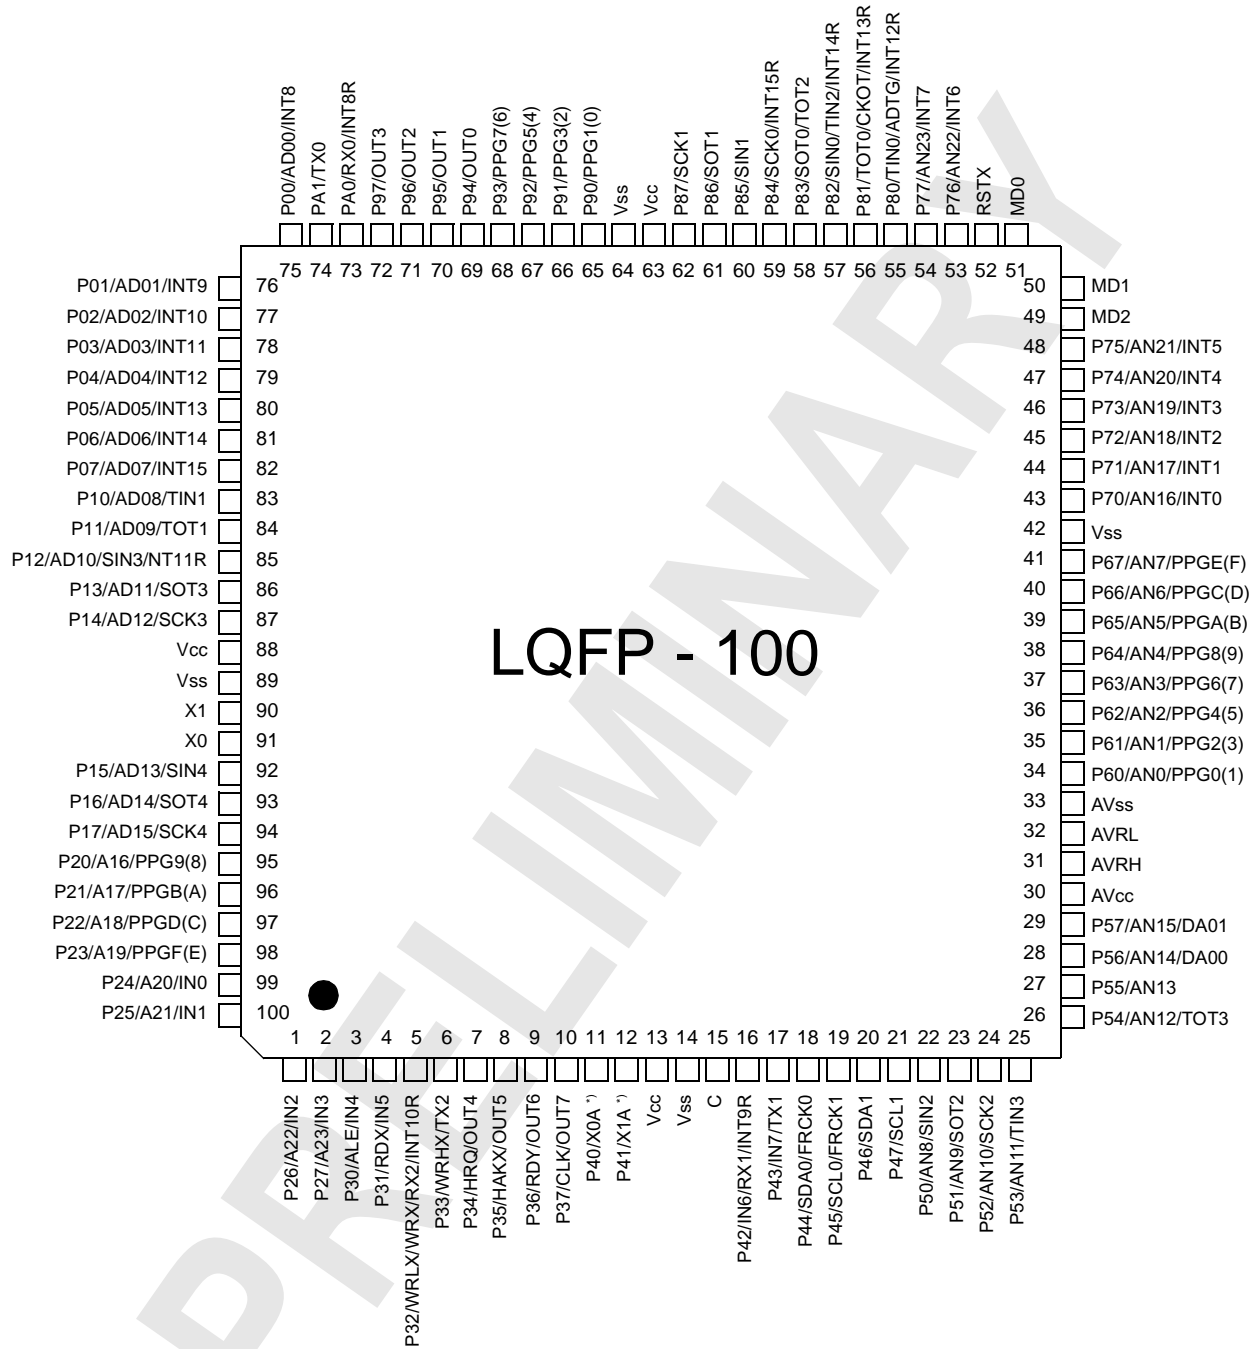 P00/AD00/INT8
PA1/TX0
PA0/RX0/INT8R
P97/OUT3
P96/OUT2
P95/OUT1
P94/OUT0
P93/PPG7(6)
P92/PPG5(4)
P91/PPG3(2)
P90/PPG1(0)
Vss
Vcc
P87/SCK1
P86/SOT1
P85/SIN1
P84/SCK0/INT15R
P83/SOT0/TOT2
P82/SIN0/TIN2/INT14R
P81/TOT0/CKOT/INT13R
P80/TIN0/ADTG/INT12R
P77/AN23/INT7
P76/AN22/INT6
RSTX
MD0
75 74 73 72 71 70 69 68 67 66 65 64 63 62 61 60 59 58 57 56 55 54 53 52 51
P01/AD01/INT9 76
P02/AD02/INT10 77
P03/AD03/INT11 78
P04/AD04/INT12 79
P05/AD05/INT13 80
P06/AD06/INT14 81
P07/AD07/INT15 82
P10/AD08/TIN1 83
P11/AD09/TOT1 84
P12/AD10/SIN3/NT11R 85
P13/AD11/SOT3 86
P14/AD12/SCK3 87
Vcc 88
Vss 89
X1 90
X0 91
P15/AD13/SIN4 92
P16/AD14/SOT4 93
P17/AD15/SCK4 94
P20/A16/PPG9(8) 95
P21/A17/PPGB(A) 96
P22/A18/PPGD(C) 97
P23/A19/PPGF(E) 98
P24/A20/IN0 99
P25/A21/IN1 100
LQFP - 100
PRELIMINARY
50 MD1
49 MD2
48 P75/AN21/INT5
47 P74/AN20/INT4
46 P73/AN19/INT3
45 P72/AN18/INT2
44 P71/AN17/INT1
43 P70/AN16/INT0
42 Vss
41 P67/AN7/PPGE(F)
40 P66/AN6/PPGC(D)
39 P65/AN5/PPGA(B)
38 P64/AN4/PPG8(9)
37 P63/AN3/PPG6(7)
36 P62/AN2/PPG4(5)
35 P61/AN1/PPG2(3)
34 P60/AN0/PPG0(1)
33 AVss
32 AVRL
31 AVRH
30 AVcc
29 P57/AN15/DA01
28 P56/AN14/DA00
27 P55/AN13
26 P54/AN12/TOT3
1 2 3 4 5 6 7 8 9 10 11 12 13 14 15 16 17 18 19 20 21 22 23 24 25
P26/A22/IN2
P27/A23/IN3
P30/ALE/IN4
P31/RDX/IN5
P32/WRLX/WRX/RX2/INT10R
P33/WRHX/TX2
P34/HRQ/OUT4
P35/HAKX/OUT5
P36/RDY/OUT6
P37/CLK/OUT7
P40/X0A *)
P41/X1A *)
Vcc
Vss
C
P42/IN6/RX1/INT9R
P43/IN7/TX1
P44/SDA0/FRCK0
P45/SCL0/FRCK1
P46/SDA1
P47/SCL1
P50/AN8/SIN2
P51/AN9/SOT2
P52/AN10/SCK2
P53/AN11/TIN3